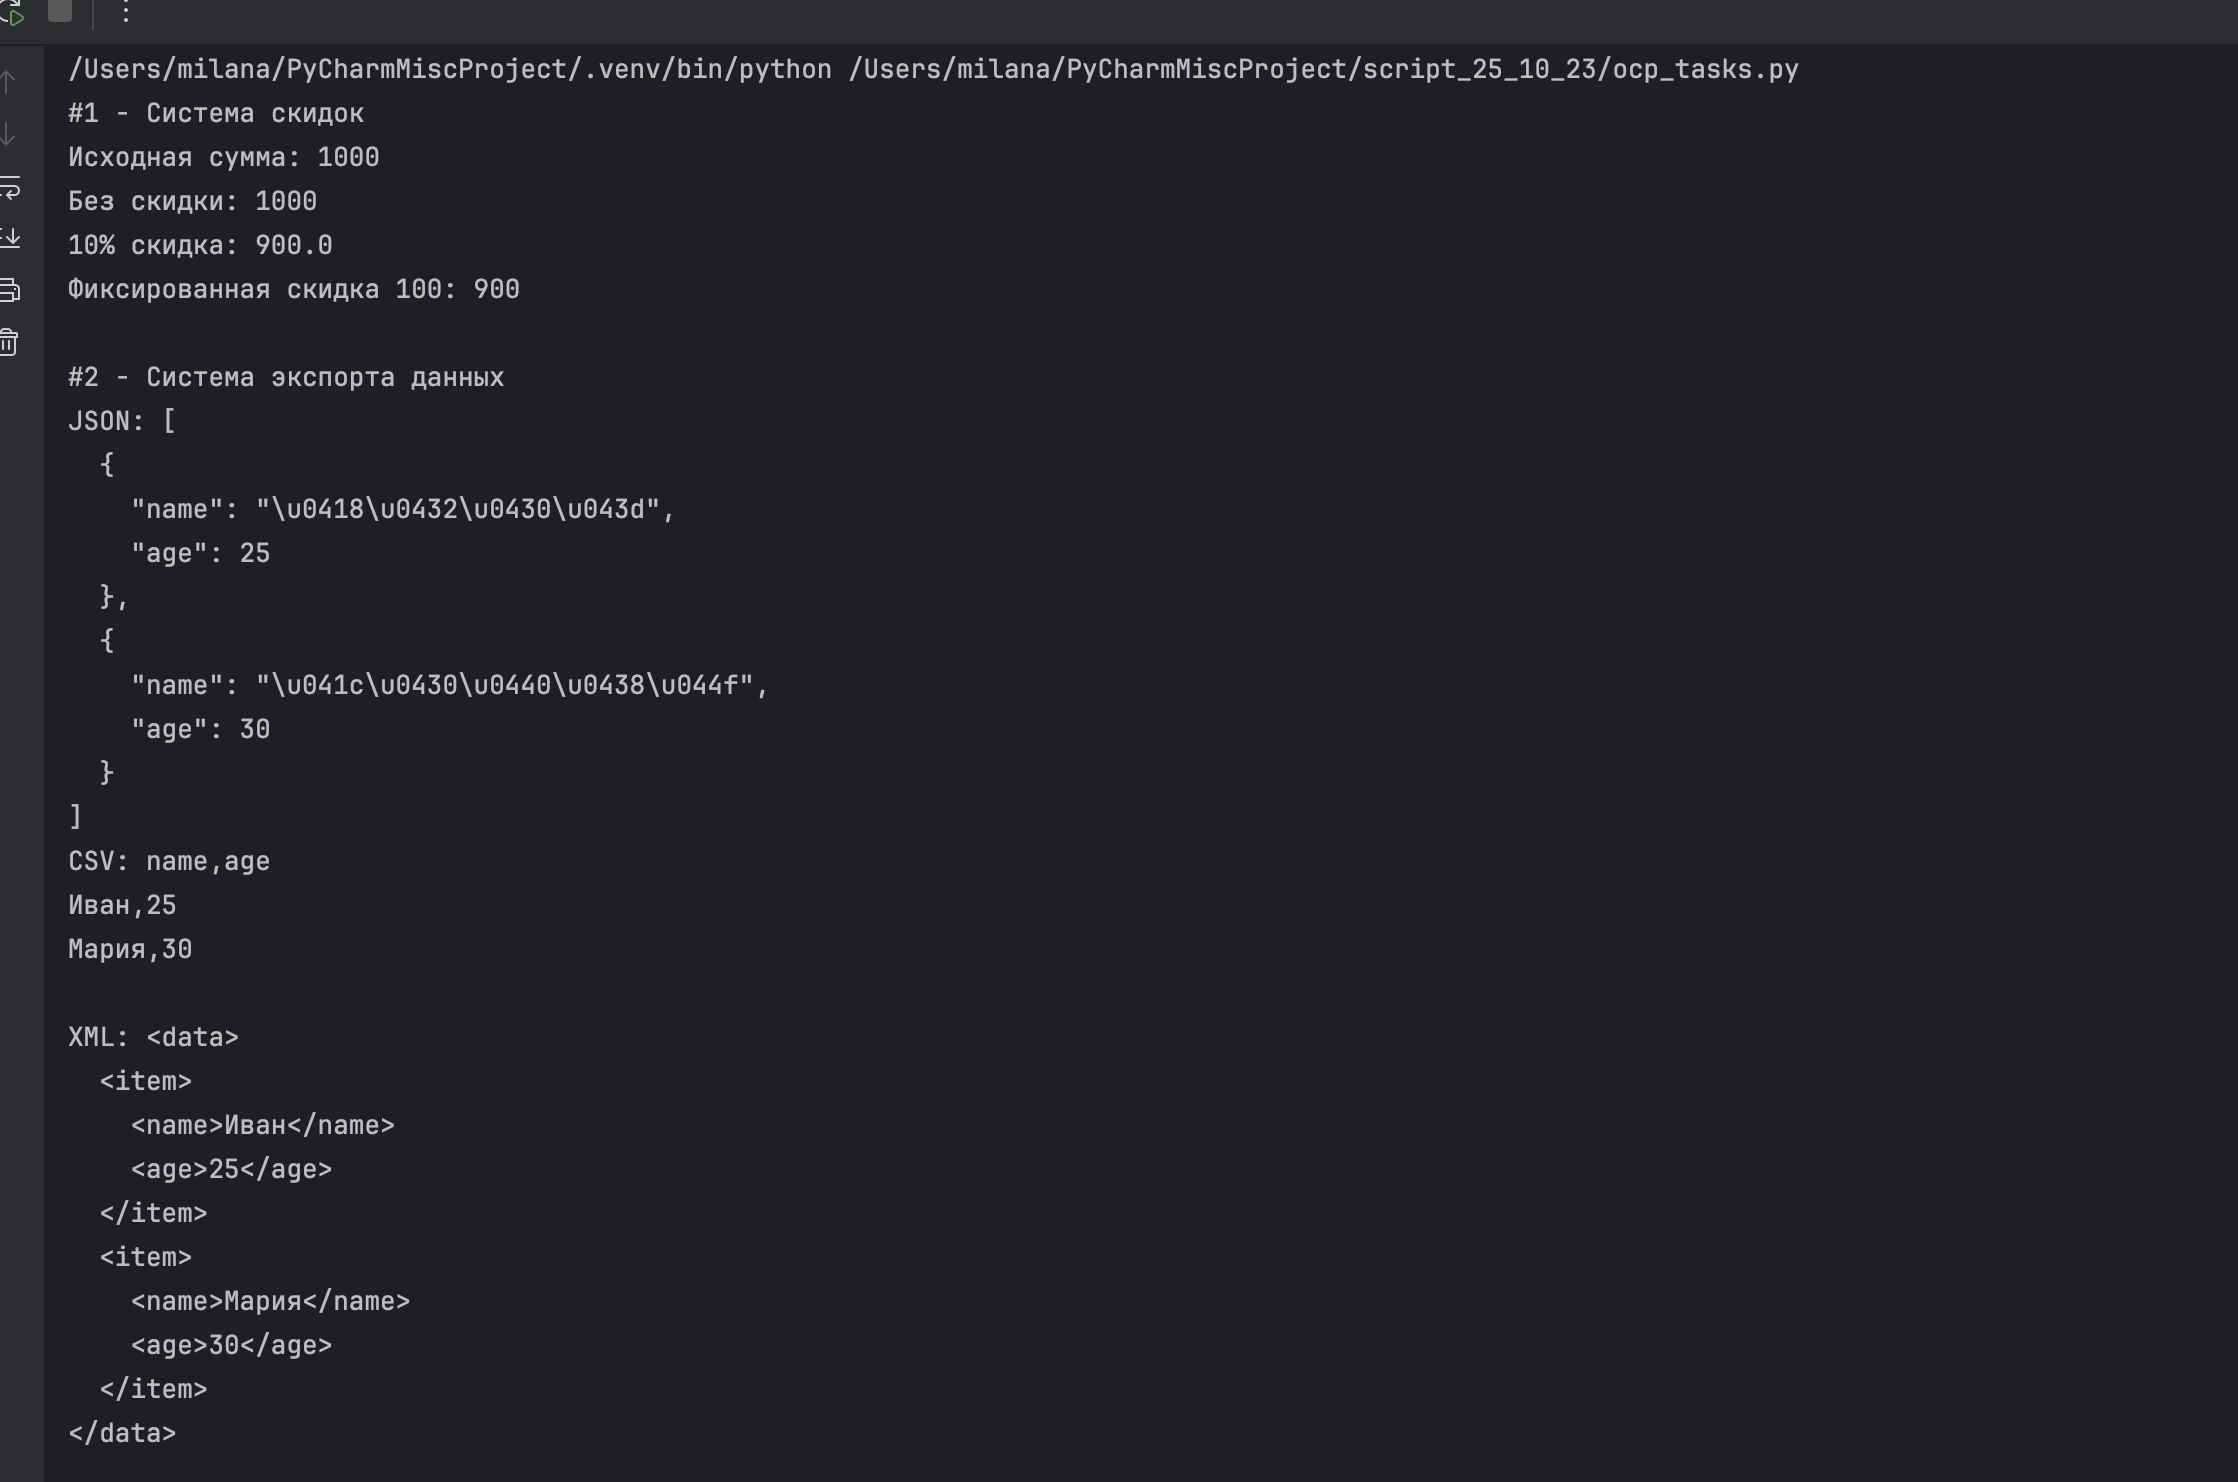 /Users/milana/PyCharmMiscProject/.venv/bin/python /Users/milana/PyCharmMiscProject/script_25_10_23/ocp_tasks.py
#1 - Система скидок
Исходная сумма: 1000
Без скидки: 1000
10% скидка: 900.0
Фиксированная скидка 100: 900

#2 - Система экспорта данных
JSON: [
  {
    "name": "\u0418\u0432\u0430\u043d",
    "age": 25
  },
  {
    "name": "\u041c\u0430\u0440\u0438\u044f",
    "age": 30
  }
]
CSV: name,age
Иван,25
Мария,30

XML: <data>
  <item>
    <name>Иван</name>
    <age>25</age>
  </item>
  <item>
    <name>Мария</name>
    <age>30</age>
  </item>
</data>